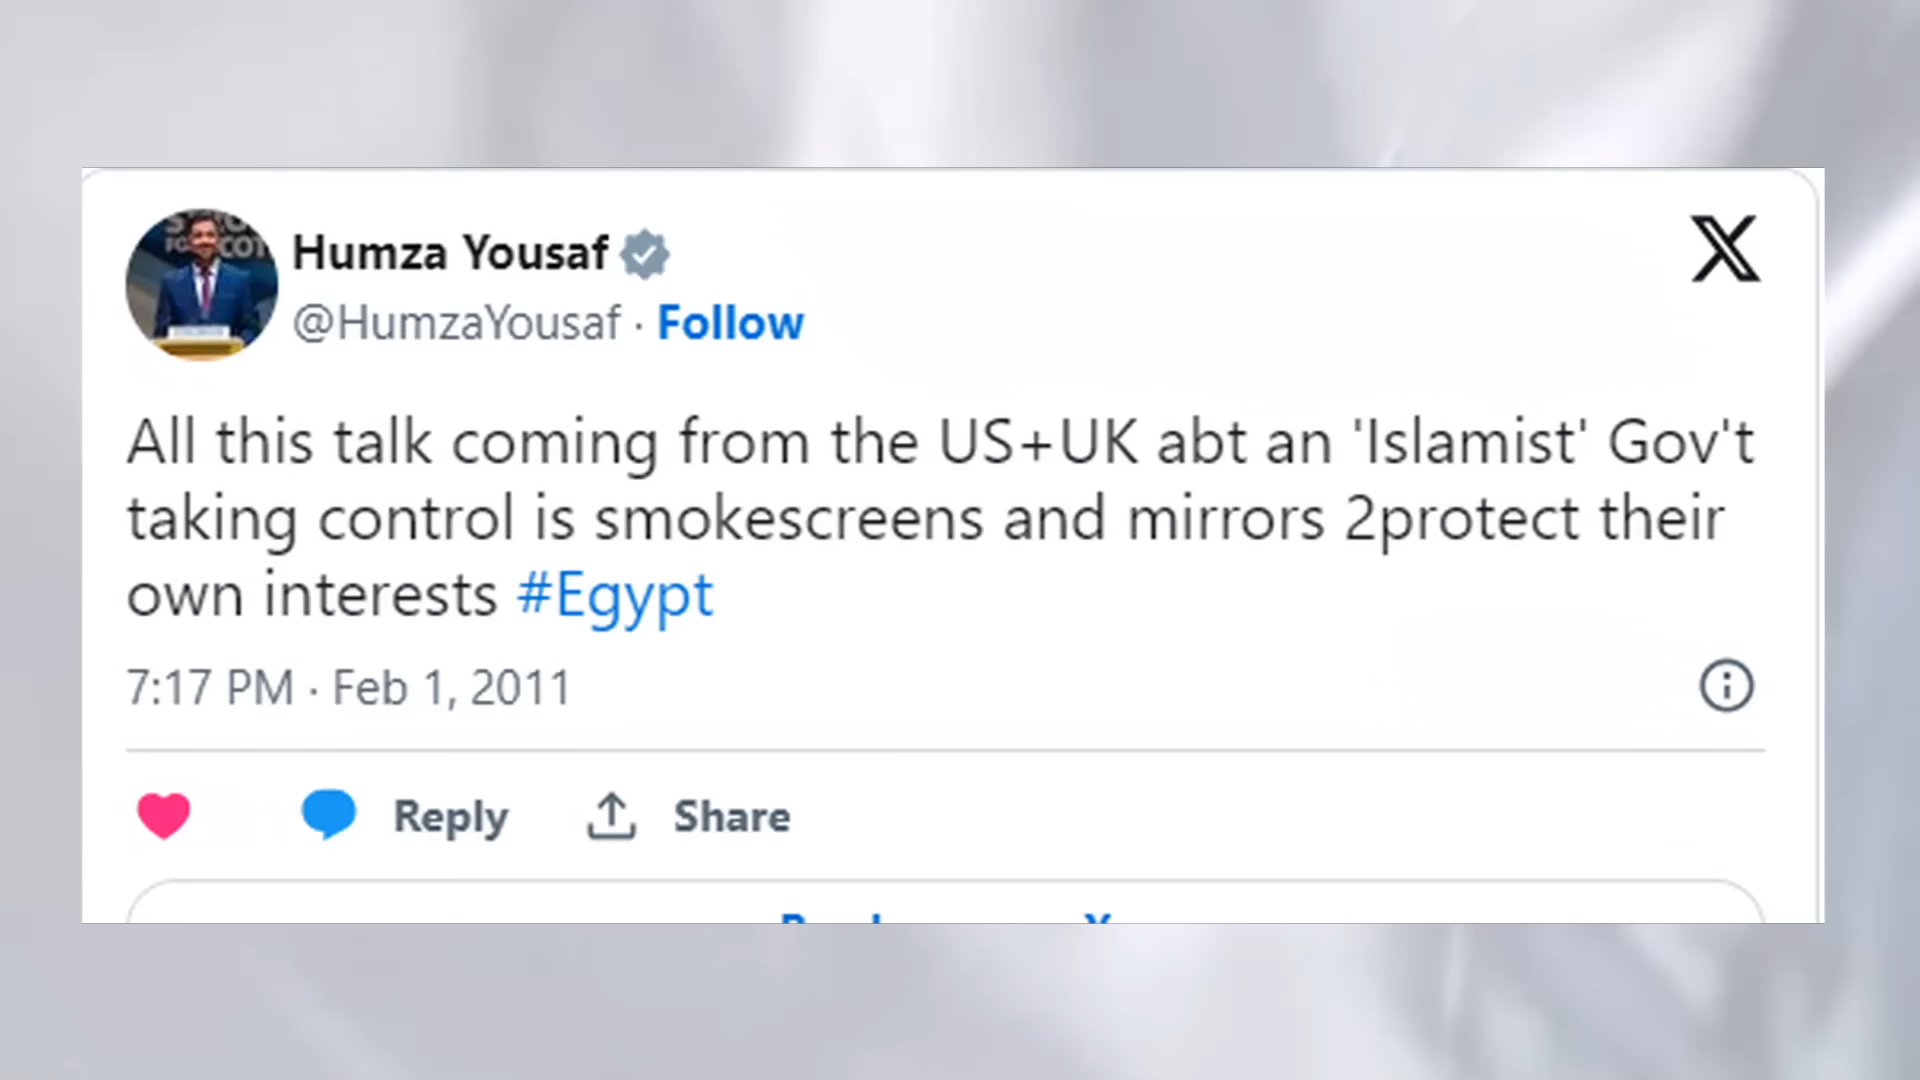 Humza Yousaf
@HumzaYousaf · Follow
All this talk coming from the US+UK abt an 'Islamist' Gov't
taking control is smokescreens and mirrors 2protect their
own interests #Egypt
7:17 PM · Feb 1, 2011
Reply Share